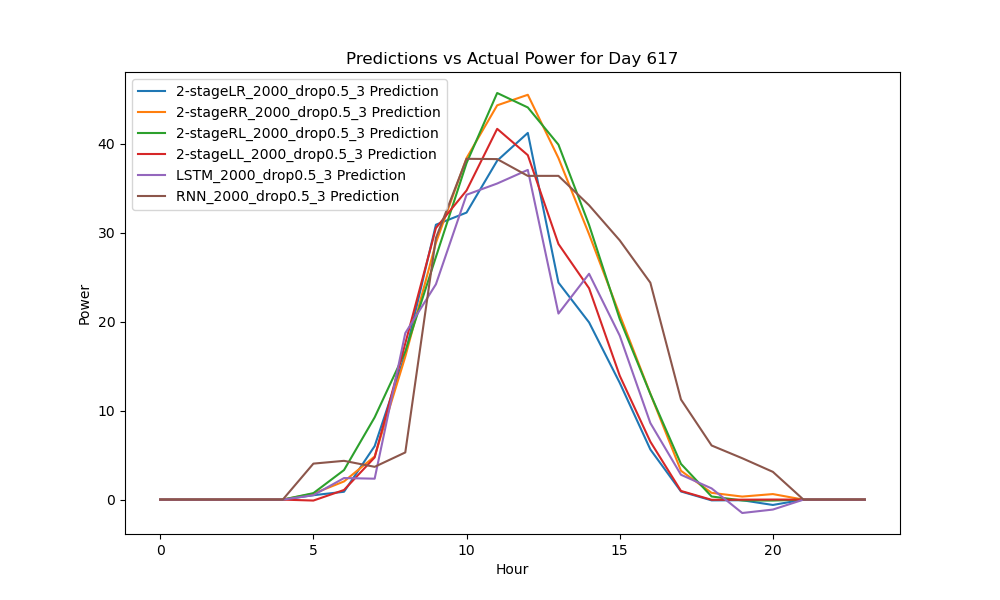 Predictions vs Actual Power for Day 617
2-stageLR_2000_drop0.5_3 Prediction
2-stageRR_2000_drop0.5_3 Prediction
2-stageRL_2000_drop0.5_3 Prediction
2-stageLL_2000_drop0.5_3 Prediction
LSTM_2000_drop0.5_3 Prediction
RNN_2000_drop0.5_3 Prediction
Power
40
30
20
10
0
0 5 10 15 20
Hour